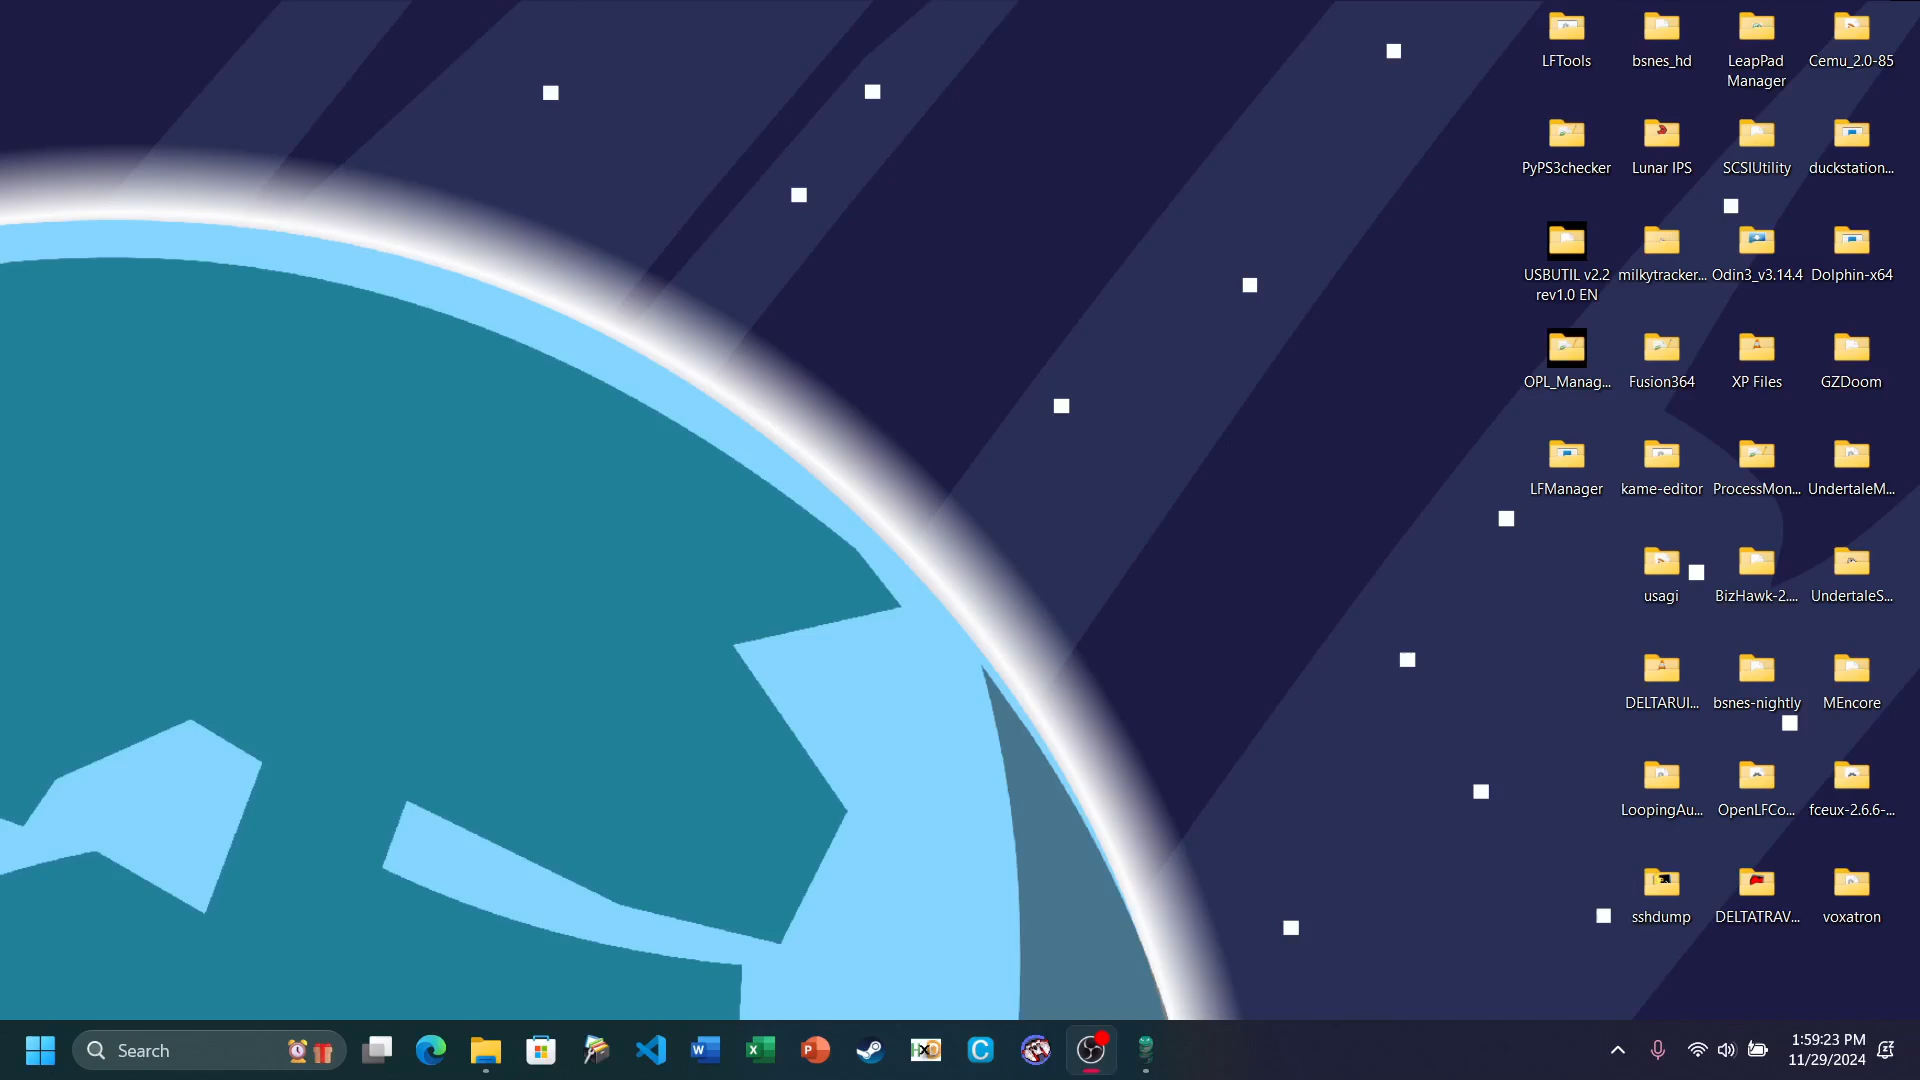 LFTools
bsnes_hd
LeapPad
Manager
Cemu_2.0-85
PyPS3checker
Lunar IPS
SCSIUtility
duckstation...
USBUTIL v2.2
rev1.0 EN
milkytracker...
Odin3_v3.14.4
Dolphin-x64
OPL_Manag...
Fusion364
XP Files
GZDoom
LFManager
kame-editor
ProcessMon...
UndertaleM...
usagi
BizHawk-2....
UndertaleS...
DELTARUI...
bsnes-nightly
MEncore
LoopingAu...
OpenLFCo...
fceux-2.6.6-...
sshdump
DELTATRAV...
voxatron
Search
1:59:23 PM
11/29/2024